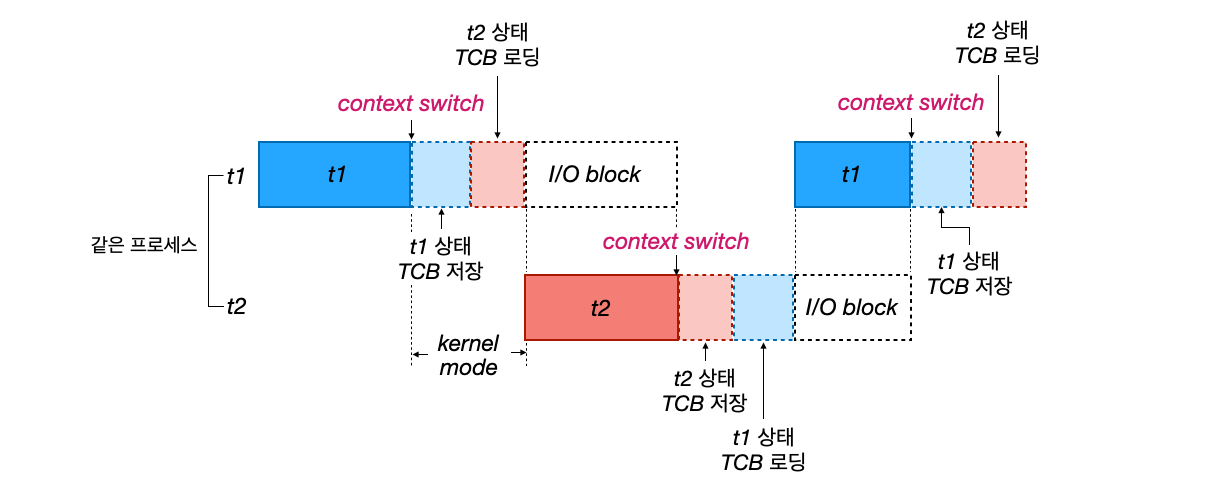 t2 상태
TCB 로딩
t2 상태
TCB 로딩
context switch
context switch
t1
t1
I/O block
t1
같은 프로세스
t1 상태
TCB 저장
context switch
t1 상태
TCB 저장
t2
t2
I/O block
kernel
mode
t2 상태
TCB 저장
t1 상태
TCB 로딩